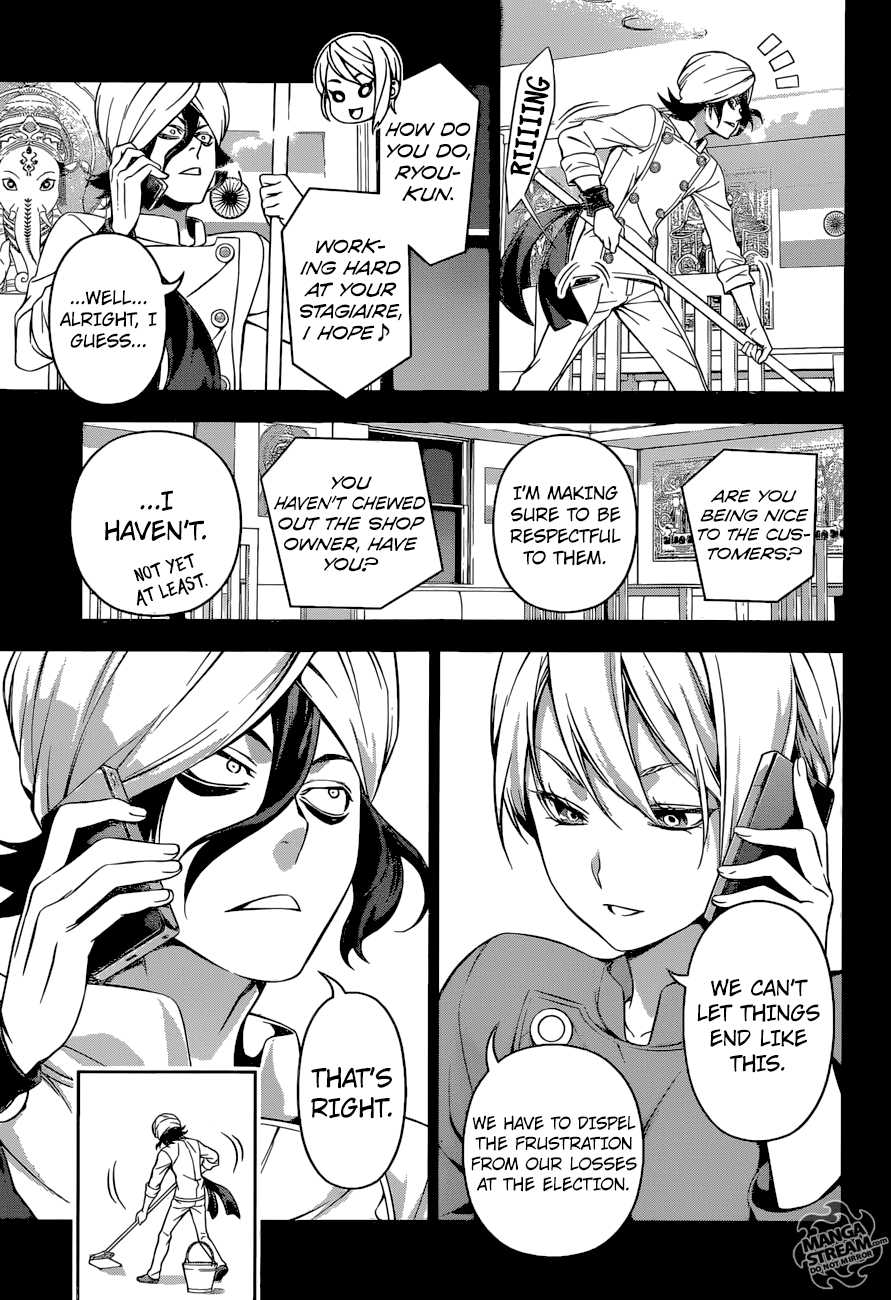 RIIIIING
HOW DO
YOU DO,
RYOU-
KUN.
WORK-
ING HARD
AT YOUR
STAGIAIRE,
I HOPE♪
...WELL...
ALRIGHT, I
GUESS...
ARE YOU
BEING NICE
TO THE CUS-
TOMERS?
I'M MAKING
SURE TO BE
RESPECTFUL
TO THEM.
YOU
HAVEN'T CHEWED
OUT THE SHOP
OWNER, HAVE
YOU?
...I
HAVEN'T.
NOT YET
AT LEAST.
WE CAN'T
LET THINGS
END LIKE
THIS.
WE HAVE TO DISPEL
THE FRUSTRATION
FROM OUR LOSSES
AT THE ELECTION.
THAT'S
RIGHT.
MANGA
STREAM.com
DO NOT MIRROR